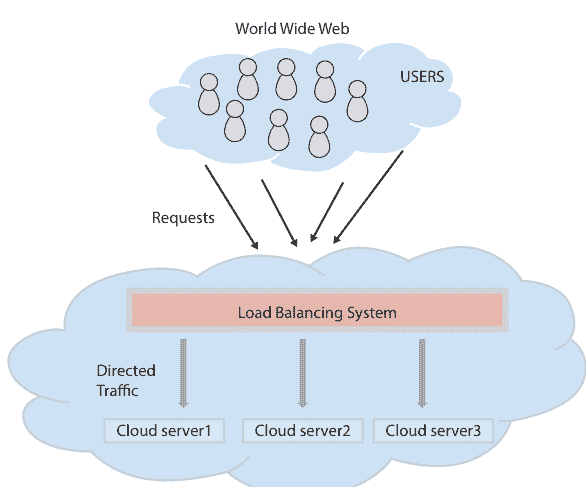 World Wide Web
USERS
Requests
Load Balancing System
Directed
Traffic
Cloud server1
Cloud server2
Cloud server3